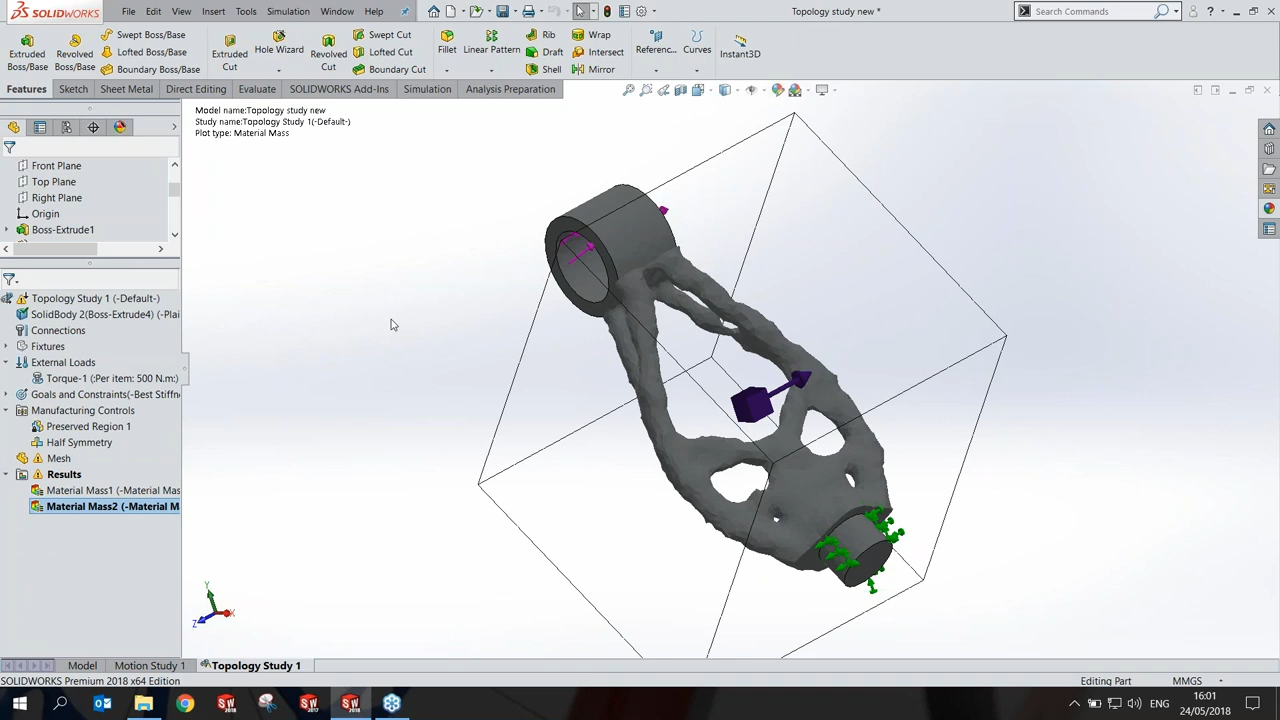 SOLIDWORKS
File Edit View Insert Tools Simulation Window Help
Topology study new *
Search Commands
Extruded Boss/Base
Revolved Boss/Base
Swept Boss/Base
Lofted Boss/Base
Boundary Boss/Base
Extruded Cut
Hole Wizard
Revolved Cut
Swept Cut
Lofted Cut
Boundary Cut
Fillet
Linear Pattern
Rib
Draft
Shell
Wrap
Intersect
Mirror
Referenc...
Curves
Instant3D
Features Sketch Sheet Metal Direct Editing Evaluate SOLIDWORKS Add-Ins Simulation Analysis Preparation
Model name:Topology study new
Study name:Topology Study 1(-Default-)
Plot type: Material Mass
Front Plane
Top Plane
Right Plane
Origin
Boss-Extrude1
Topology Study 1 (-Default-)
SolidBody 2(Boss-Extrude4) (-Plai
Connections
Fixtures
External Loads
Torque-1 (:Per item: 500 N.m:)
Goals and Constraints(-Best Stiffne
Manufacturing Controls
Preserved Region 1
Half Symmetry
Mesh
Results
Material Mass1 (-Material Mas
Material Mass2 (-Material M
Y
X
Z
Model Motion Study 1 Topology Study 1
SOLIDWORKS Premium 2018 x64 Edition
Editing Part
MMGS
ENG
16:01
24/05/2018